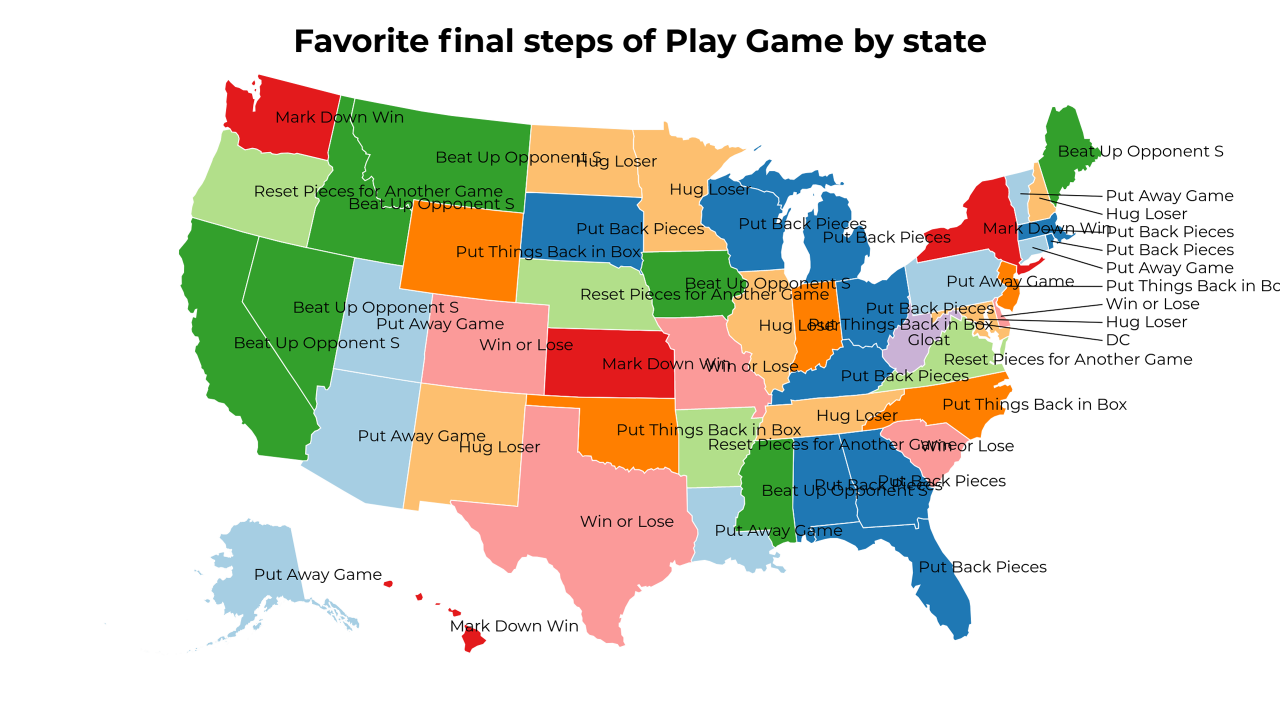 Favorite final steps of Play Game by state
Mark Down Win
Beat Up Opponent S
Beat Up Opponent S
Hug Loser
Hug Loser
Reset Pieces for Another Game
Hug Loser
Put Away Game
Beat Up Opponent S
Hug Loser
Put Back Pieces
Put Back Pieces
Put Back Pieces
Mark Down Win
Put Back Pieces
Put Back Pieces
Put Things Back in Box
Put Away Game
Beat Up Opponent S
Put Away Game
Put Things Back in Bo
Reset Pieces for Another Game
Win or Lose
Beat Up Opponent S
Put Back Pieces
Put Away Game
Hug Loser
Put Things Back in Box
Hug Loser
DC
Gloat
Beat Up Opponent S
Win or Lose
Reset Pieces for Another Game
Mark Down Win
Win or Lose
Put Back Pieces
Put Things Back in Box
Hug Loser
Put Things Back in Box
Put Away Game
Hug Loser
Reset Pieces for Another Game
Win or Lose
Put Back Pieces
Put Back Pieces
Beat Up Opponent S
Win or Lose
Put Away Game
Put Back Pieces
Put Away Game
Mark Down Win